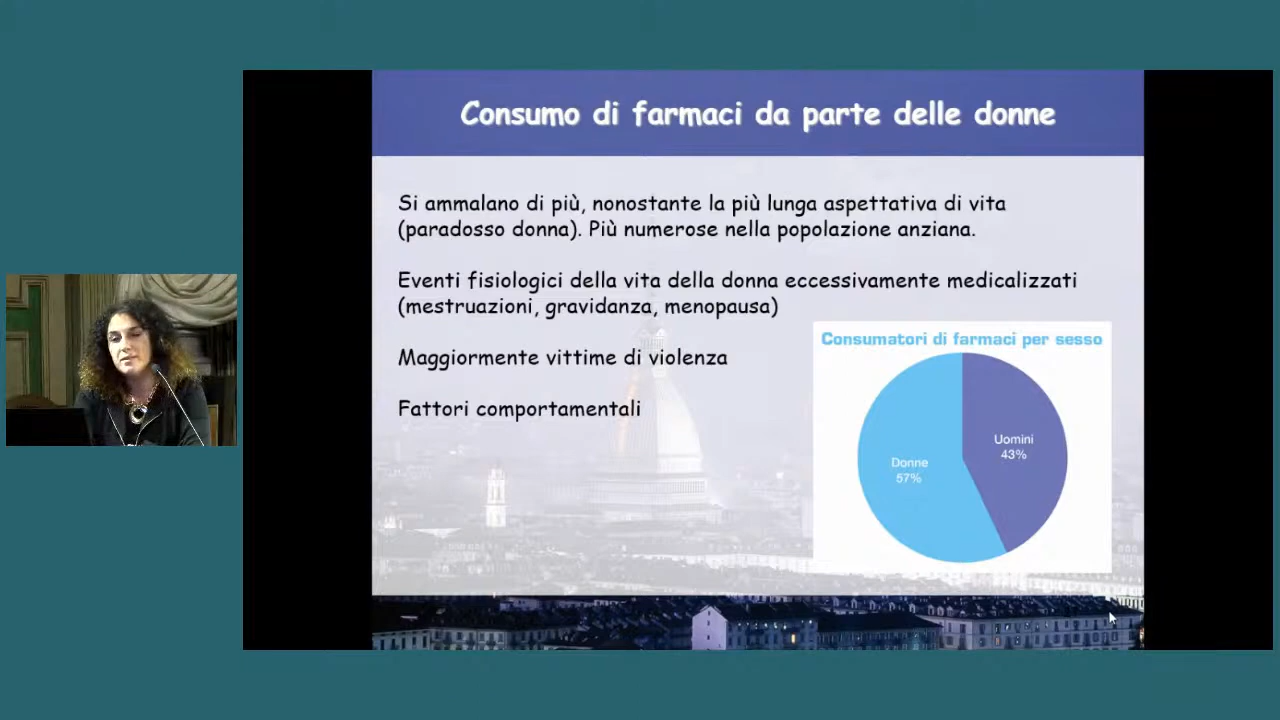 Consumo di farmaci da parte delle donne
Si ammalano di più, nonostante la più lunga aspettativa di vita
(paradosso donna). Più numerose nella popolazione anziana.
Eventi fisiologici della vita della donna eccessivamente medicalizzati
(mestruazioni, gravidanza, menopausa)
Maggiormente vittime di violenza
Fattori comportamentali
Consumatori di farmaci per sesso
Uomini
43%
Donne
57%